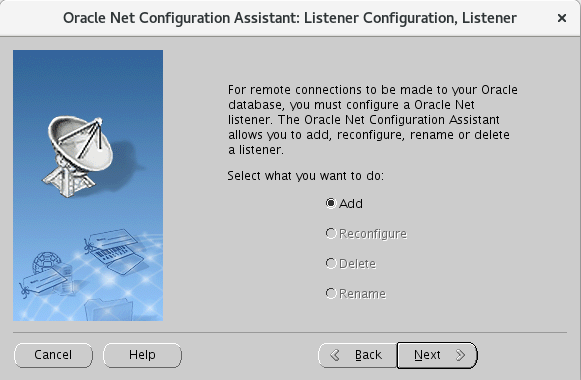 Oracle Net Configuration Assistant: Listener Configuration, Listener
For remote connections to be made to your Oracle
database, you must configure a Oracle Net
listener. The Oracle Net Configuration Assistant
allows you to add, reconfigure, rename or delete
a listener.
Select what you want to do:
Add
Reconfigure
Delete
Rename
Cancel
Help
Back
Next